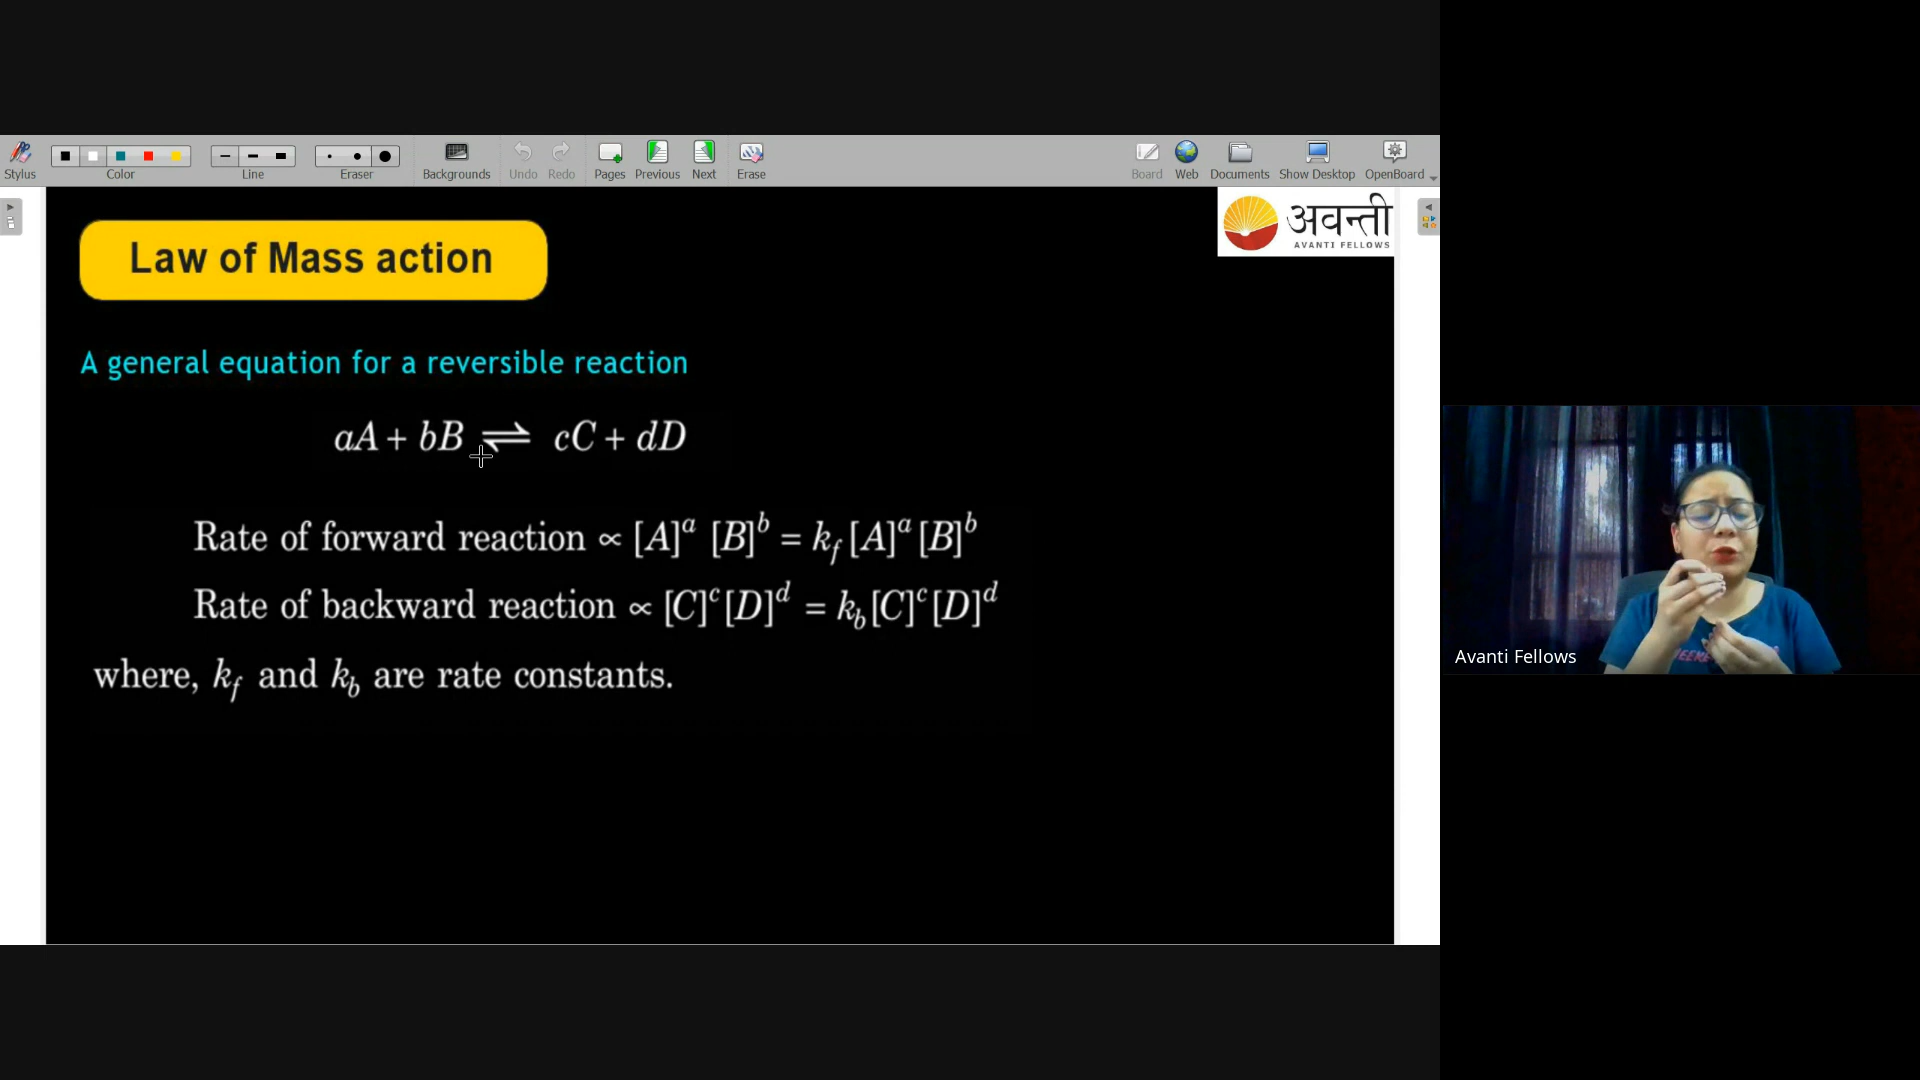 Stylus
Color
Line
Eraser
Backgrounds
Undo
Redo
Pages
Previous
Next
Erase
Board
Web
Documents
Show Desktop
OpenBoard
अवन्ती
AVANTI FELLOWS
Law of Mass action
A general equation for a reversible reaction
aA + bB ⇌ cC + dD
Rate of forward reaction ∝ [A]ᵃ [B]ᵇ = k_f [A]ᵃ [B]ᵇ
Rate of backward reaction ∝ [C]ᶜ [D]ᵈ = k_b [C]ᶜ [D]ᵈ
where, k_f and k_b are rate constants.
Avanti Fellows